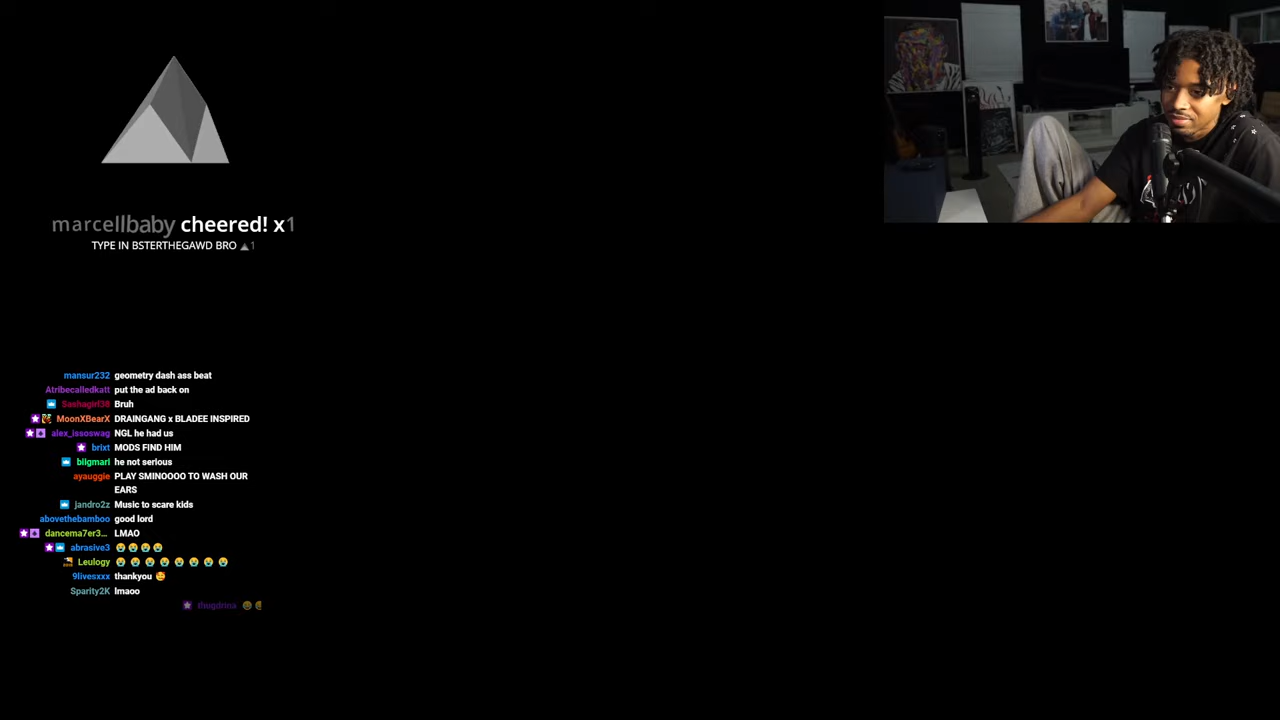 marcellbaby cheered! x1
TYPE IN BSTERTHEGAWD BRO 1
mansur232 geometry dash ass beat
Atribecalledkatt put the ad back on
Sashagirl38 Bruh
MoonXBearX DRAINGANG x BLADEE INSPIRED
alex_issoswag NGL he had us
brixt MODS FIND HIM
bilgmari he not serious
ayauggie PLAY SMINOOOO TO WASH OUR
EARS
jandro2z Music to scare kids
abovethebamboo good lord
dancema7er3... LMAO
abrasive3 😭😭😭😭
Leulogy 😭😭😭😭😭😭😭😭
9livesxxx thankyou 🥰
Sparity2K lmaoo
thugdrina